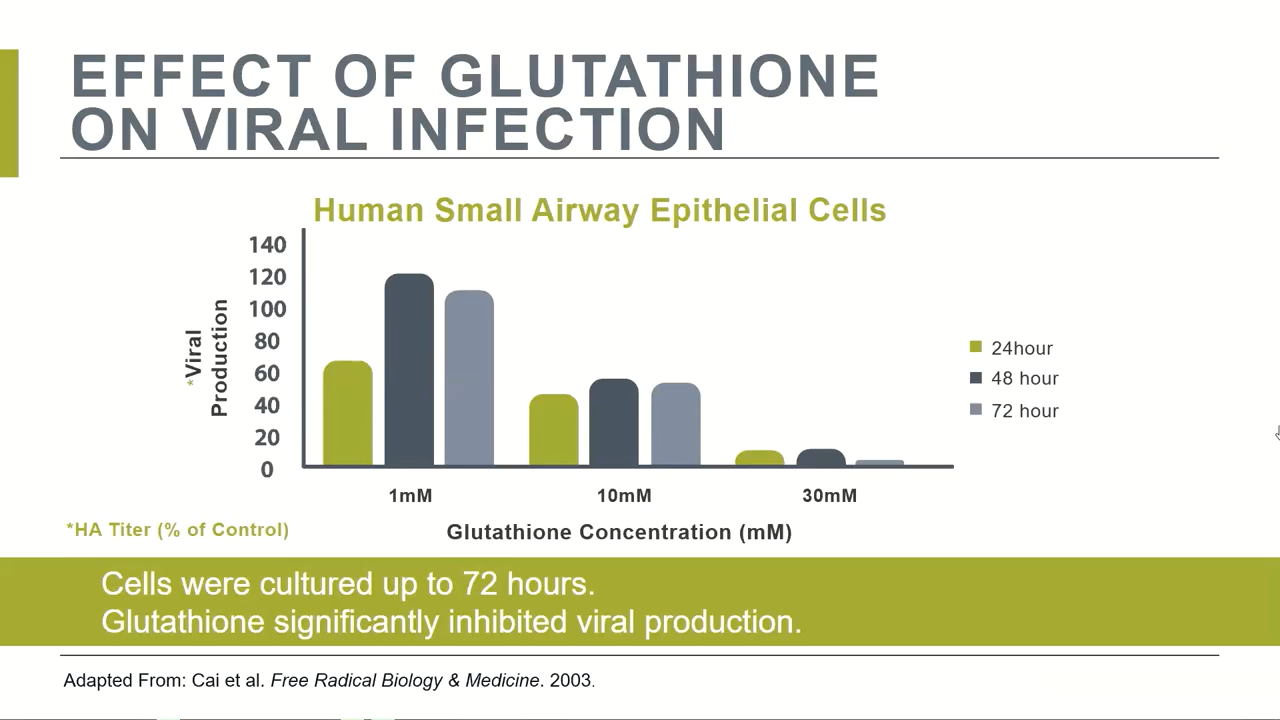 EFFECT OF GLUTATHIONE
ON VIRAL INFECTION
Human Small Airway Epithelial Cells
140
120
100
80
60
40
20
0
*Viral
Production
24hour
48 hour
72 hour
1mM 10mM 30mM
*HA Titer (% of Control)
Glutathione Concentration (mM)
Cells were cultured up to 72 hours.
Glutathione significantly inhibited viral production.
Adapted From: Cai et al. Free Radical Biology & Medicine. 2003.